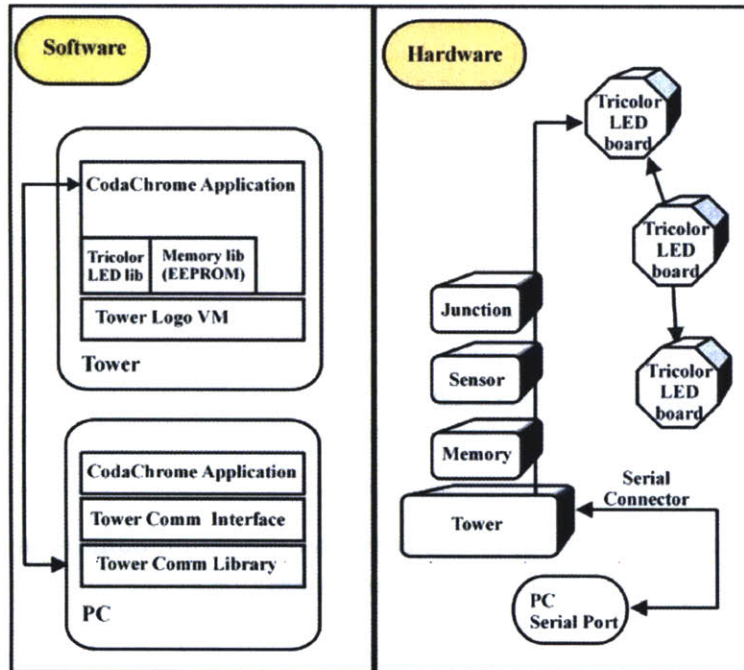 Software
CodaChrome Application
Tricolor
LED lib
Memory lib
(EEPROM)
Tower Logo VM
Tower
CodaChrome Application
Tower Comm Interface
Tower Comm Library
PC
Hardware
Tricolor
LED
board
Tricolor
LED
board
Tricolor
LED
board
Junction
Sensor
Memory
Tower
Serial
Connector
PC
Serial Port